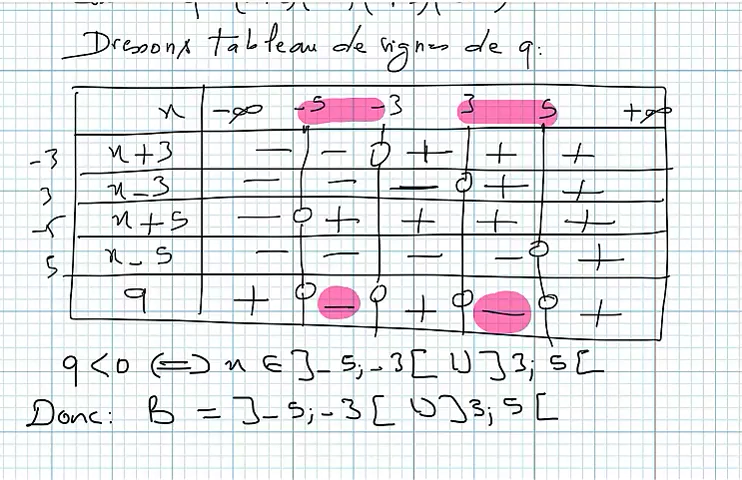 Dressons tableau de signes de q:
x -∞ -5 -3 3 5 +∞
-3 x+3 - - 0 + + +
3 x-3 - - - 0 + +
-5 x+5 - 0 + + + +
5 x-5 - - - - 0 +
q + 0 - 0 + 0 - 0 +
q<0 <=> x ∈ ]-5;-3[ U ]3;5[
Donc: B = ]-5;-3[ U ]3;5[